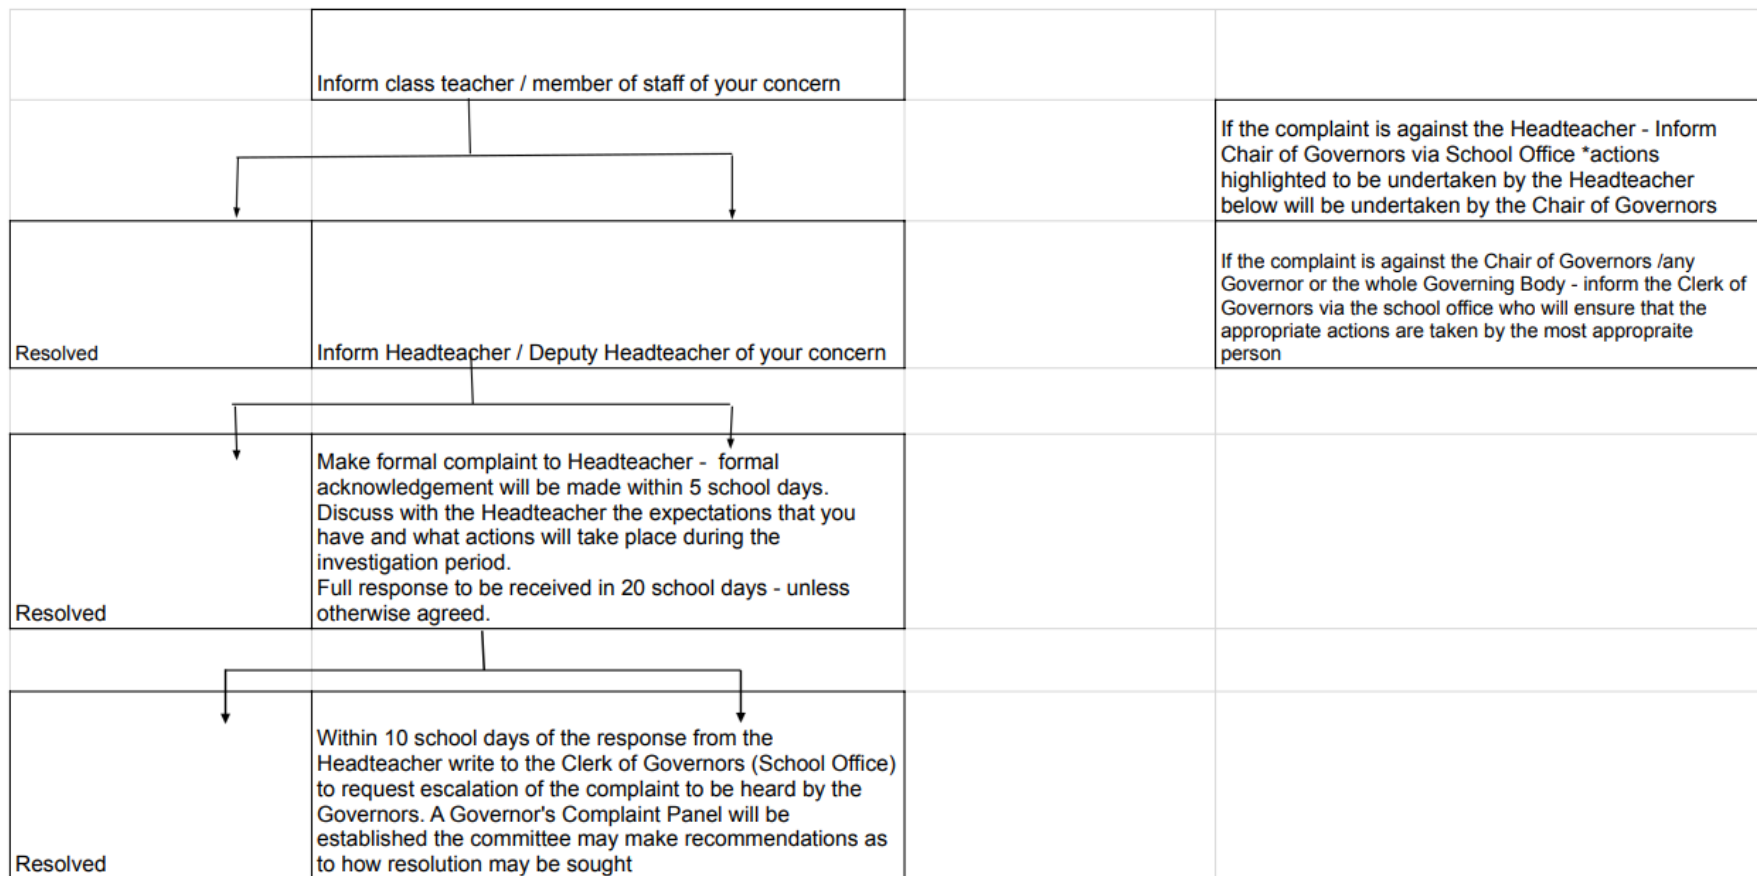 Inform class teacher / member of staff of your concern
If the complaint is against the Headteacher - Inform
Chair of Governors via School Office *actions
highlighted to be undertaken by the Headteacher
below will be undertaken by the Chair of Governors
Resolved
Inform Headteacher / Deputy Headteacher of your concern
If the complaint is against the Chair of Governors /any
Governor or the whole Governing Body - inform the Clerk of
Governors via the school office who will ensure that the
appropriate actions are taken by the most appropraite
person
Resolved
Make formal complaint to Headteacher -  formal
acknowledgement will be made within 5 school days.
Discuss with the Headteacher the expectations that you
have and what actions will take place during the
investigation period.
Full response to be received in 20 school days - unless
otherwise agreed.
Resolved
Within 10 school days of the response from the
Headteacher write to the Clerk of Governors (School Office)
to request escalation of the complaint to be heard by the
Governors. A Governor's Complaint Panel will be
established the committee may make recommendations as
to how resolution may be sought